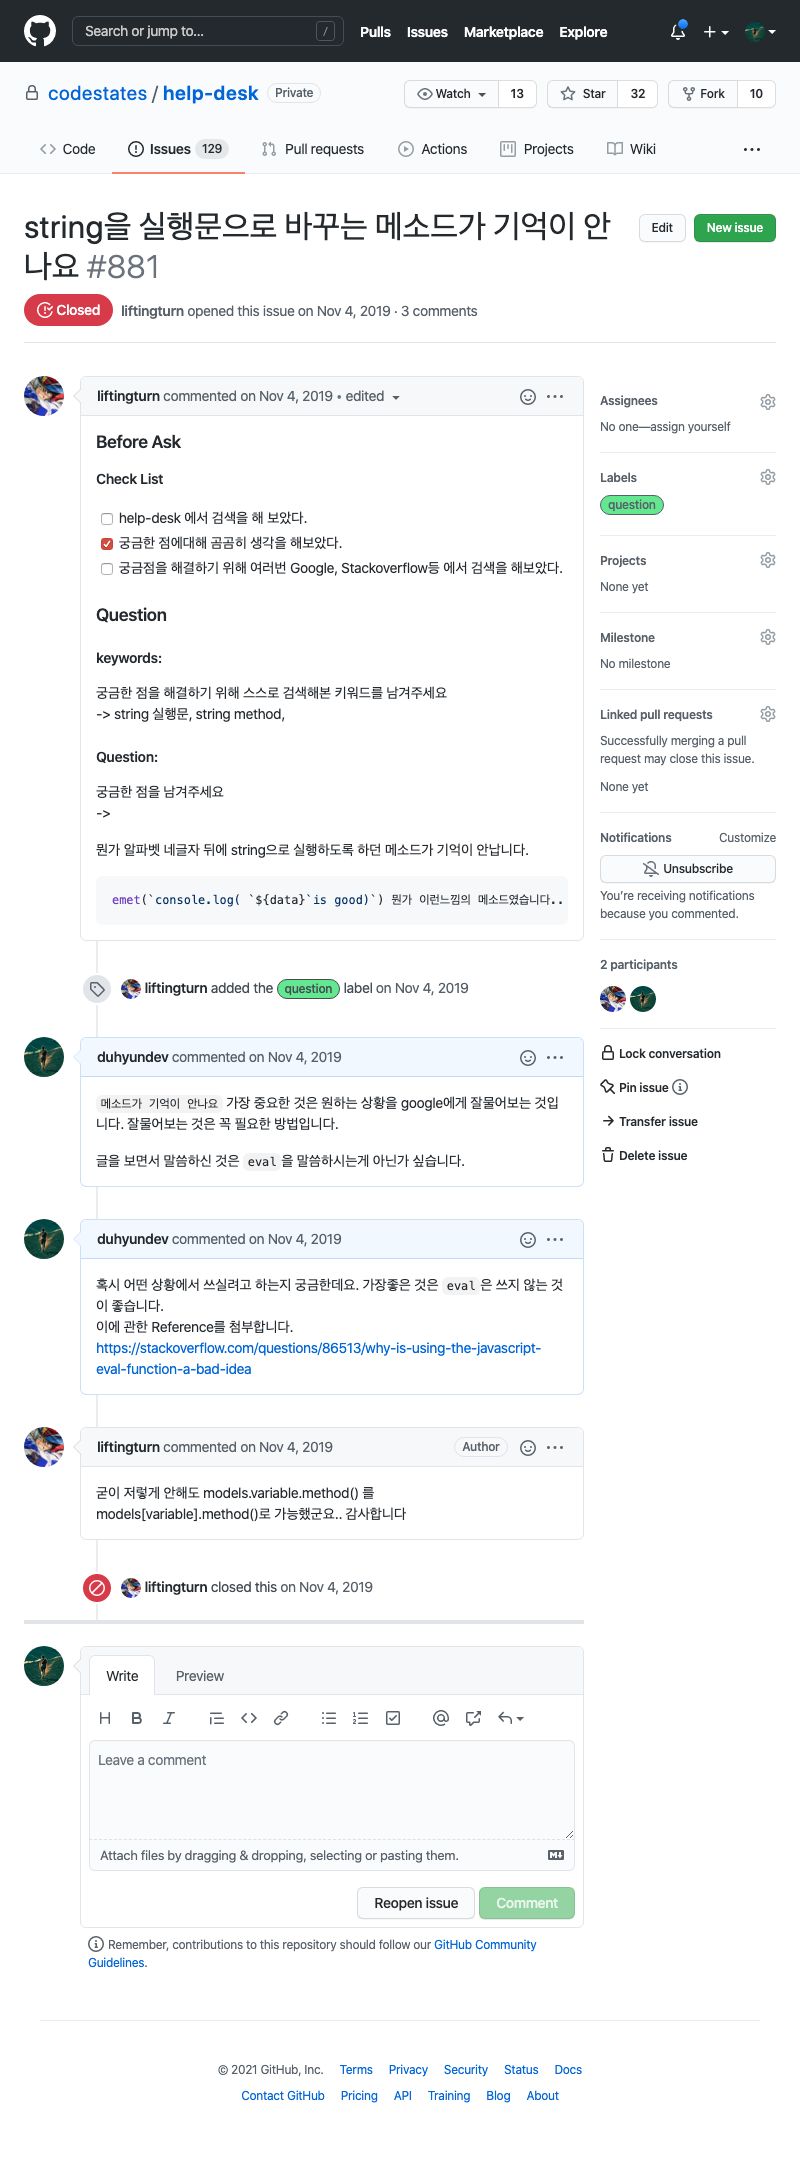 Search or jump to... /
Pulls Issues Marketplace Explore
codestates / help-desk Private
Watch 13 Star 32 Fork 10
Code Issues 129 Pull requests Actions Projects Wiki
string을 실행문으로 바꾸는 메소드가 기억이 안
나요 #881
Edit New issue
Closed liftingturn opened this issue on Nov 4, 2019 · 3 comments
liftingturn commented on Nov 4, 2019 • edited
Before Ask
Check List
help-desk 에서 검색을 해 보았다.
궁금한 점에대해 곰곰히 생각을 해보았다.
궁금점을 해결하기 위해 여러번 Google, Stackoverflow등 에서 검색을 해보았다.
Question
keywords:
궁금한 점을 해결하기 위해 스스로 검색해본 키워드를 남겨주세요
-> string 실행문, string method,
Question:
궁금한 점을 남겨주세요
->
뭔가 알파벳 네글자 뒤에 string으로 실행하도록 하던 메소드가 기억이 안납니다.
emet(`console.log( `${data}`is good)`) 뭔가 이런느낌의 메소드였습니다..
liftingturn added the question label on Nov 4, 2019
duhyundev commented on Nov 4, 2019
메소드가 기억이 안나요 가장 중요한 것은 원하는 상황을 google에게 잘물어보는 것입
니다. 잘물어보는 것은 꼭 필요한 방법입니다.
글을 보면서 말씀하신 것은 eval 을 말씀하시는게 아닌가 싶습니다.
duhyundev commented on Nov 4, 2019
혹시 어떤 상황에서 쓰실려고 하는지 궁금한데요. 가장좋은 것은 eval 은 쓰지 않는 것
이 좋습니다.
이에 관한 Reference를 첨부합니다.
https://stackoverflow.com/questions/86513/why-is-using-the-javascript-
eval-function-a-bad-idea
liftingturn commented on Nov 4, 2019 Author
굳이 저렇게 안해도 models.variable.method() 를
models[variable].method()로 가능했군요.. 감사합니다
liftingturn closed this on Nov 4, 2019
Assignees
No one—assign yourself
Labels
question
Projects
None yet
Milestone
No milestone
Linked pull requests
Successfully merging a pull
request may close this issue.
None yet
Notifications Customize
Unsubscribe
You're receiving notifications
because you commented.
2 participants
Lock conversation
Pin issue
Transfer issue
Delete issue
Write Preview
Leave a comment
Attach files by dragging & dropping, selecting or pasting them.
Reopen issue Comment
Remember, contributions to this repository should follow our GitHub Community
Guidelines.
© 2021 GitHub, Inc. Terms Privacy Security Status Docs
Contact GitHub Pricing API Training Blog About